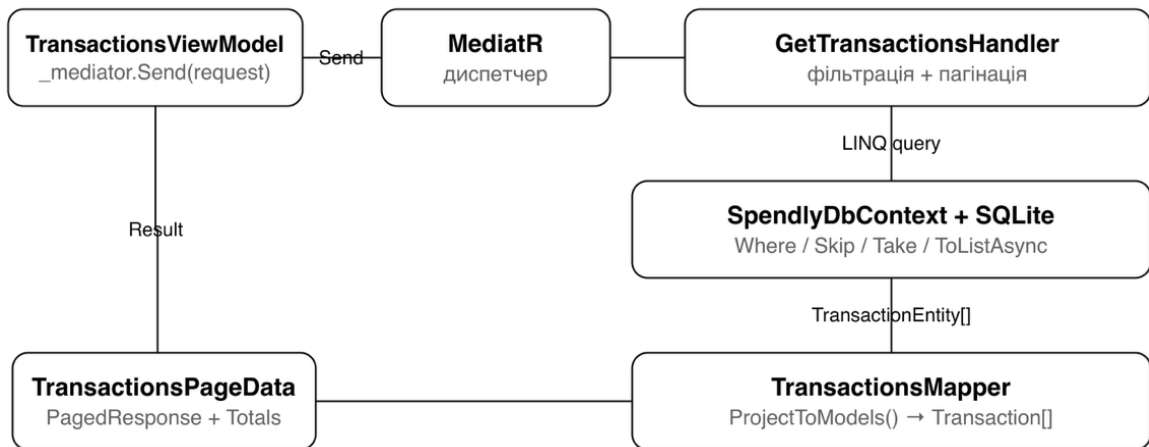 TransactionsViewModel
_mediator.Send(request)
Send
MediatR
диспетчер
GetTransactionsHandler
фільтрація + пагінація
LINQ query
SpendlyDbContext + SQLite
Where / Skip / Take / ToListAsync
Result
TransactionEntity[]
TransactionsPageData
PagedResponse + Totals
TransactionsMapper
ProjectToModels() → Transaction[]